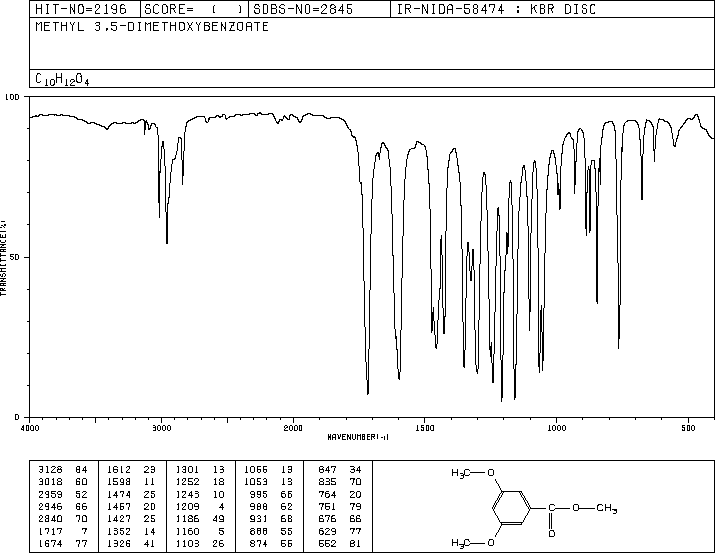 HIT-NO=2196 SCORE= ( ) SDBS-NO=2845 IR-NIDA-58474 : KBR DISC
METHYL 3,5-DIMETHOXYBENZOATE
C10H12O4
100
50
0
TRANSMITTANCE(%)
4000 3000 2000 1500 1000 500
WAVENUMBER(-1)
3128 84 1612 23 1301 13 1066 13 847 34
3018 60 1598 11 1252 18 1053 13 835 70
2959 52 1474 25 1243 10 995 66 764 20
2946 66 1457 20 1209 4 988 62 751 79
2840 70 1427 25 1186 49 931 68 676 66
1717 7 1352 14 1160 5 888 55 629 77
1674 77 1326 41 1103 26 874 55 552 81
H3C O
C O CH3
O
H3C O